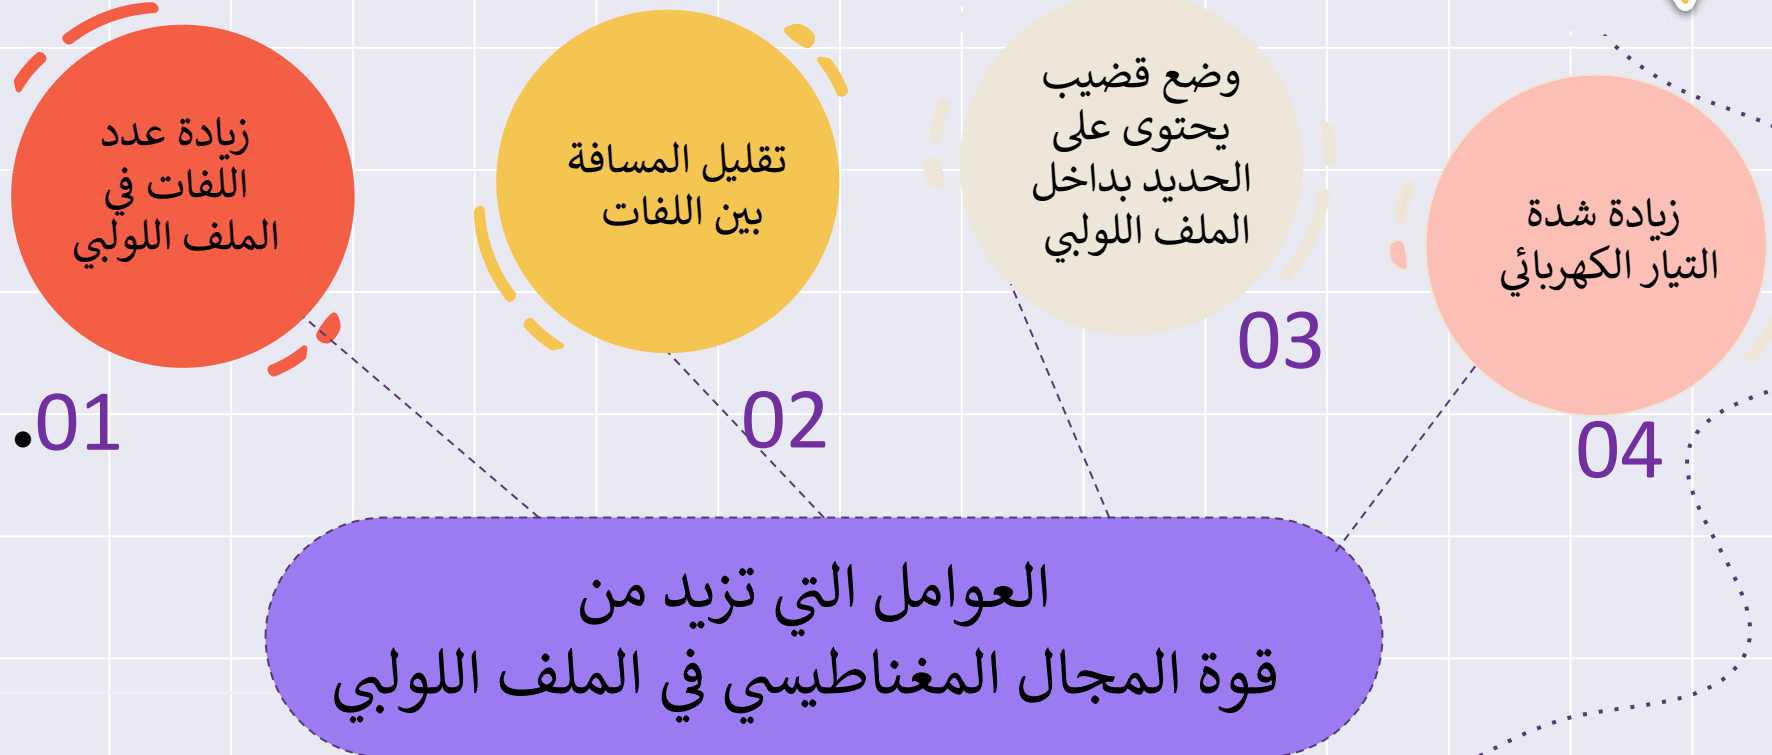 زيادة عدد
اللفات في
الملف اللولبي
.01
تقليل المسافة
بين اللفات
02
وضع قضيب
يحتوى على
الحديد بداخل
الملف اللولبي
03
زيادة شدة
التيار الكهربائي
04
العوامل التي تزيد من
قوة المجال المغناطيسي في الملف اللولبي